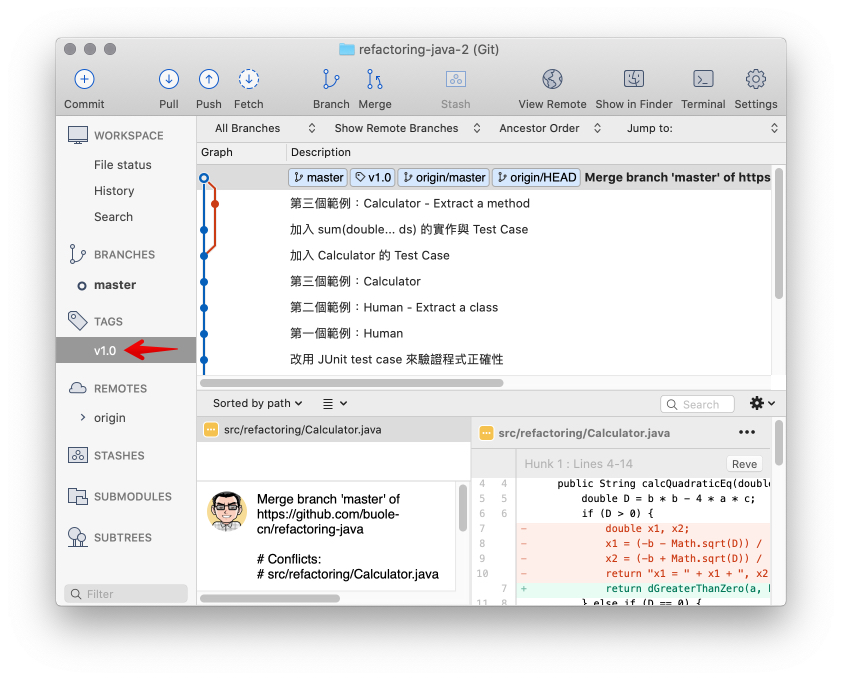 refactoring-java-2 (Git)
Commit Pull Push Fetch Branch Merge Stash View Remote Show in Finder Terminal Settings
WORKSPACE
File status
History
Search
BRANCHES
master
TAGS
v1.0
REMOTES
origin
STASHES
SUBMODULES
SUBTREES
Filter
All Branches Show Remote Branches Ancestor Order Jump to:
Graph Description
master v1.0 origin/master origin/HEAD Merge branch 'master' of https
第三個範例：Calculator - Extract a method
加入 sum(double... ds) 的實作與 Test Case
加入 Calculator 的 Test Case
第三個範例：Calculator
第二個範例：Human - Extract a class
第一個範例：Human
改用 JUnit test case 來驗證程式正確性
Sorted by path Search
src/refactoring/Calculator.java
Merge branch 'master' of
https://github.com/buole-
cn/refactoring-java
# Conflicts:
# src/refactoring/Calculator.java
src/refactoring/Calculator.java
Hunk 1 : Lines 4-14 Reve
4 4 public String calcQuadraticEq(double
5 5 double D = b * b - 4 * a * c;
6 6 if (D > 0) {
7 - double x1, x2;
8 - x1 = (-b - Math.sqrt(D)) /
9 - x2 = (-b + Math.sqrt(D)) /
10 - return "x1 = " + x1 + ", x2
7 + return dGreaterThanZero(a,
11 8 } else if (D == 0) {